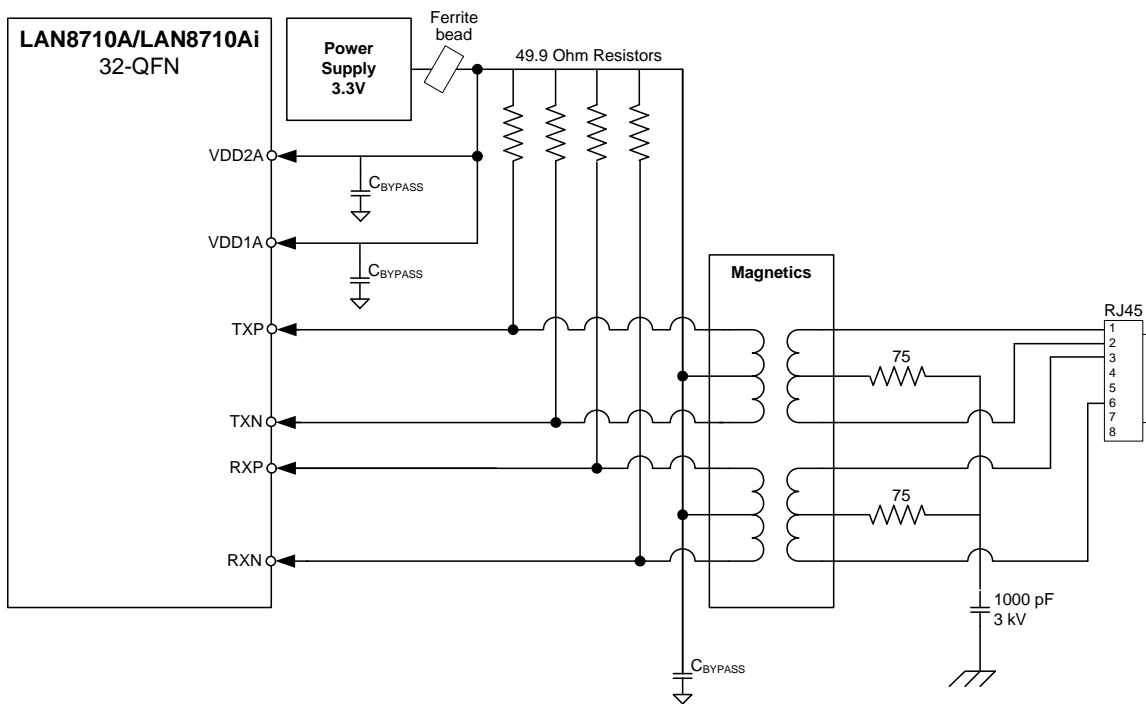 LAN8710A/LAN8710Ai
32-QFN
Power
Supply
3.3V
Ferrite
bead
49.9 Ohm Resistors
VDD2A
CBYPASS
VDD1A
CBYPASS
Magnetics
TXP
RJ45
1
2
3
4
5
6
7
8
75
TXN
RXP
75
RXN
1000 pF
3 kV
CBYPASS